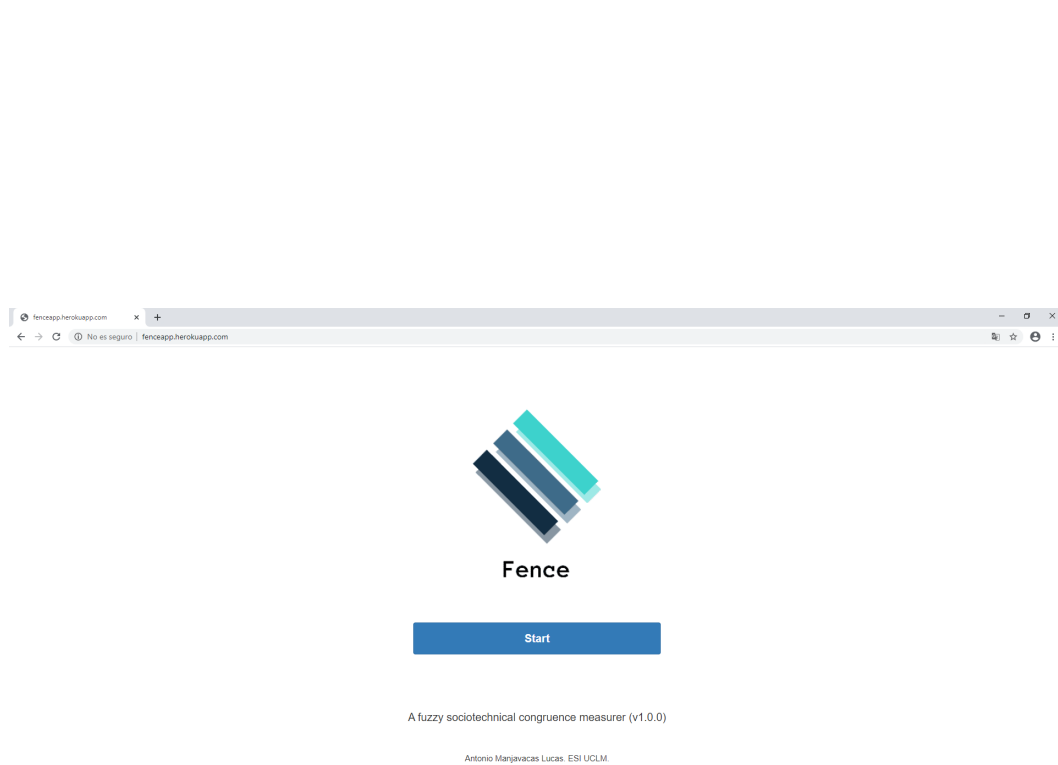 fenceapp.herokuapp.com
No es seguro | fenceapp.herokuapp.com
Fence
Start
A fuzzy sociotechnical congruence measurer (v1.0.0)
Antonio Manjavacas Lucas. ESI UCLM.